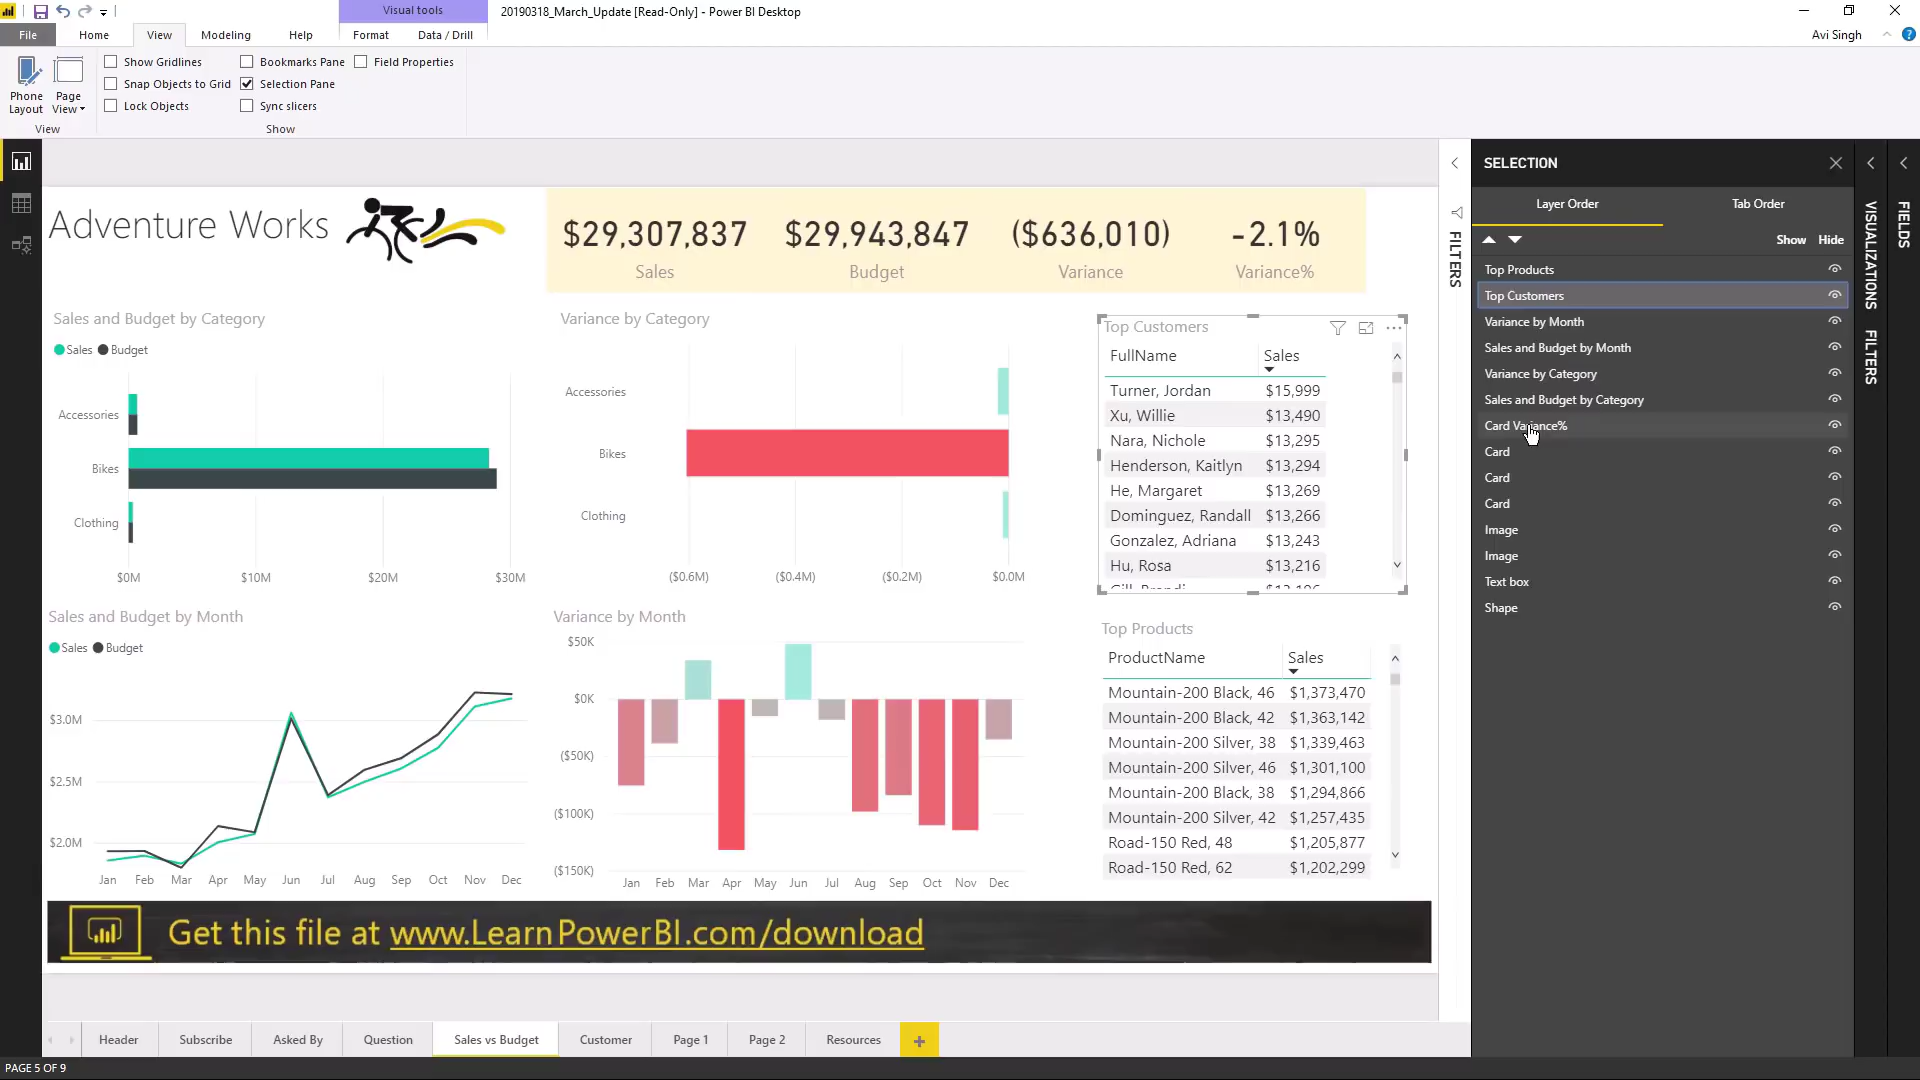 Visual tools
20190318_March_Update [Read-Only] - Power BI Desktop
File Home View Modeling Help Format Data / Drill
Avi Singh
Show Gridlines Bookmarks Pane Field Properties
Snap Objects to Grid Selection Pane
Lock Objects Sync slicers
Phone Layout Page View
View Show
Adventure Works
$29,307,837 $29,943,847 ($636,010) -2.1%
Sales Budget Variance Variance%
Sales and Budget by Category
Sales Budget
Accessories
Bikes
Clothing
$0M $10M $20M $30M
Variance by Category
Accessories
Bikes
Clothing
($0.6M) ($0.4M) ($0.2M) $0.0M
Top Customers
FullName Sales
Turner, Jordan $15,999
Xu, Willie $13,490
Nara, Nichole $13,295
Henderson, Kaitlyn $13,294
He, Margaret $13,269
Dominguez, Randall $13,266
Gonzalez, Adriana $13,243
Hu, Rosa $13,216
Sales and Budget by Month
Sales Budget
$3.0M
$2.5M
$2.0M
Jan Feb Mar Apr May Jun Jul Aug Sep Oct Nov Dec
Variance by Month
$50K
$0K
($50K)
($100K)
($150K)
Jan Feb Mar Apr May Jun Jul Aug Sep Oct Nov Dec
Top Products
ProductName Sales
Mountain-200 Black, 46 $1,373,470
Mountain-200 Black, 42 $1,363,142
Mountain-200 Silver, 38 $1,339,463
Mountain-200 Silver, 46 $1,301,100
Mountain-200 Black, 38 $1,294,866
Mountain-200 Silver, 42 $1,257,435
Road-150 Red, 48 $1,205,877
Road-150 Red, 62 $1,202,299
Get this file at www.LearnPowerBI.com/download
FILTERS
SELECTION
Layer Order Tab Order
Show Hide
Top Products
Top Customers
Variance by Month
Sales and Budget by Month
Variance by Category
Sales and Budget by Category
Card Variance%
Card
Card
Card
Image
Image
Text box
Shape
VISUALIZATIONS
FILTERS
FIELDS
Header Subscribe Asked By Question Sales vs Budget Customer Page 1 Page 2 Resources
PAGE 5 OF 9